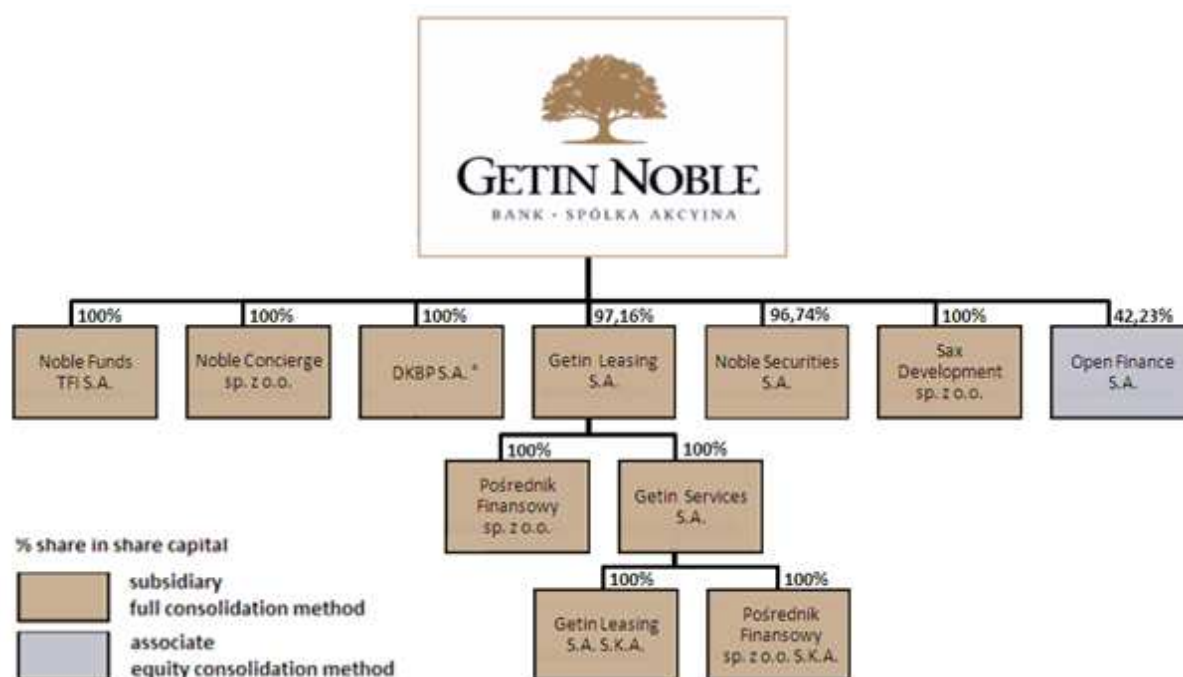 GETIN NOBLE
BANK · SPÓŁKA AKCYJNA
100%
100%
100%
97,16%
96,74%
100%
42,23%
Noble Funds
TFI S.A.
Noble Concierge
sp. z o.o.
DKBP S.A. *
Getin Leasing
S.A.
Noble Securities
S.A.
Sax
Development
sp. z o.o.
Open Finance
S.A.
100%
100%
Pośrednik
Finansowy
sp. z o.o.
Getin Services
S.A.
% share in share capital
subsidiary
full consolidation method
associate
equity consolidation method
100%
100%
Getin Leasing
S.A. S.K.A.
Pośrednik
Finansowy
sp. z o.o. S.K.A.